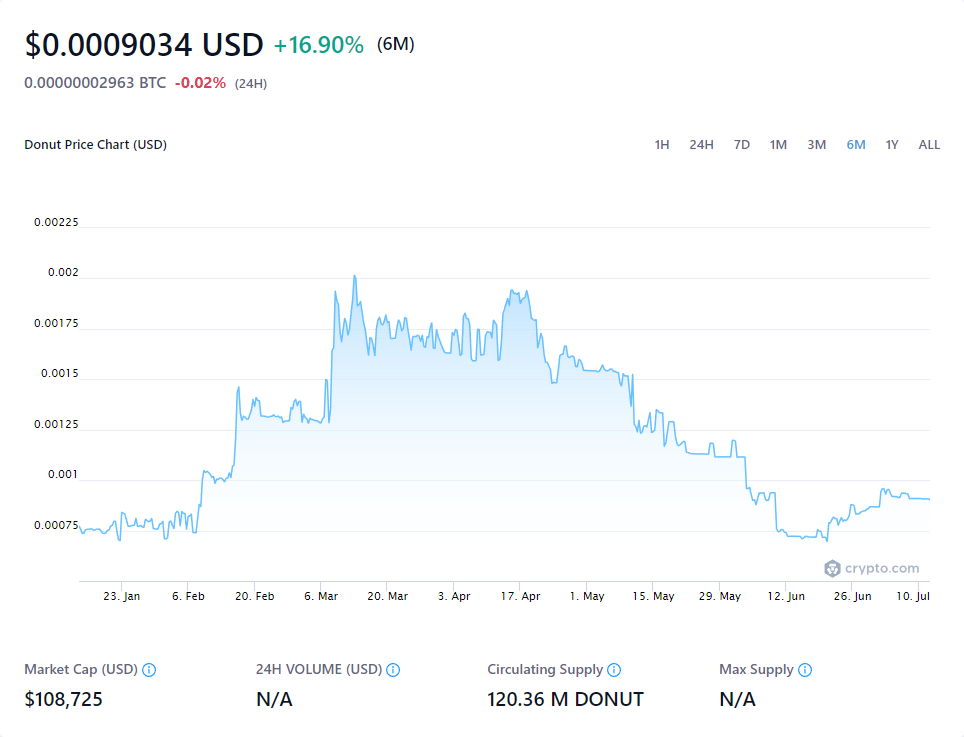 $0.0009034 USD +16.90% (6M)
0.00000002963 BTC -0.02% (24H)
Donut Price Chart (USD) 1H 24H 7D 1M 3M 6M 1Y ALL
0.00225
0.002
0.00175
0.0015
0.00125
0.001
0.00075
crypto.com
23. Jan 6. Feb 20. Feb 6. Mar 20. Mar 3. Apr 17. Apr 1. May 15. May 29. May 12. Jun 26. Jun 10. Jul
Market Cap (USD) 24H VOLUME (USD) Circulating Supply Max Supply
$108,725 N/A 120.36 M DONUT N/A